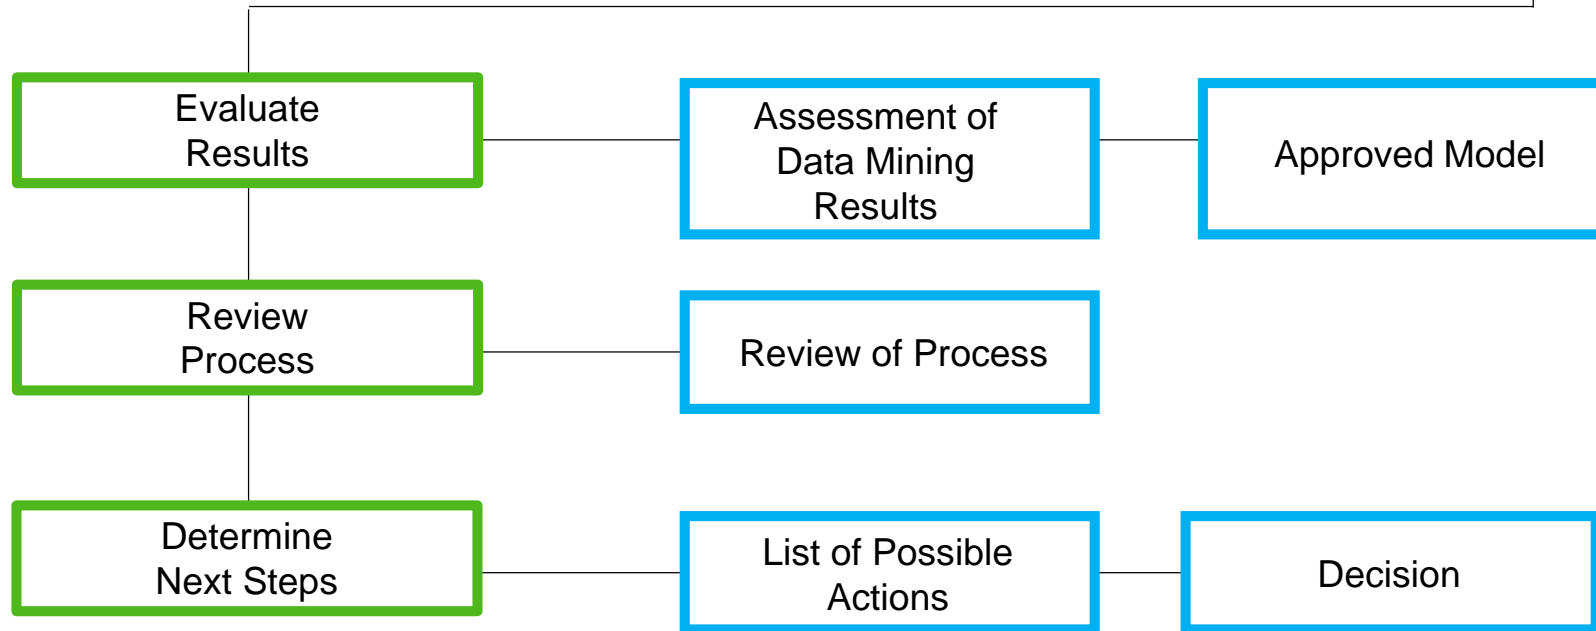 Evaluate
Results
Assessment of
Data Mining
Results
Approved Model
Review
Process
Review of Process
Determine
Next Steps
List of Possible
Actions
Decision